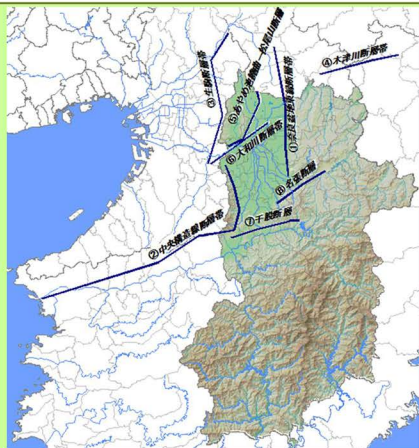 ④木津川断層帯
③生駒断層帯
⑤あやめ池撓曲 松尾山断層
①奈良盆地東縁断層帯
⑥大和川断層帯
⑧名張断層
⑦千股断層
②中央構造線断層帯